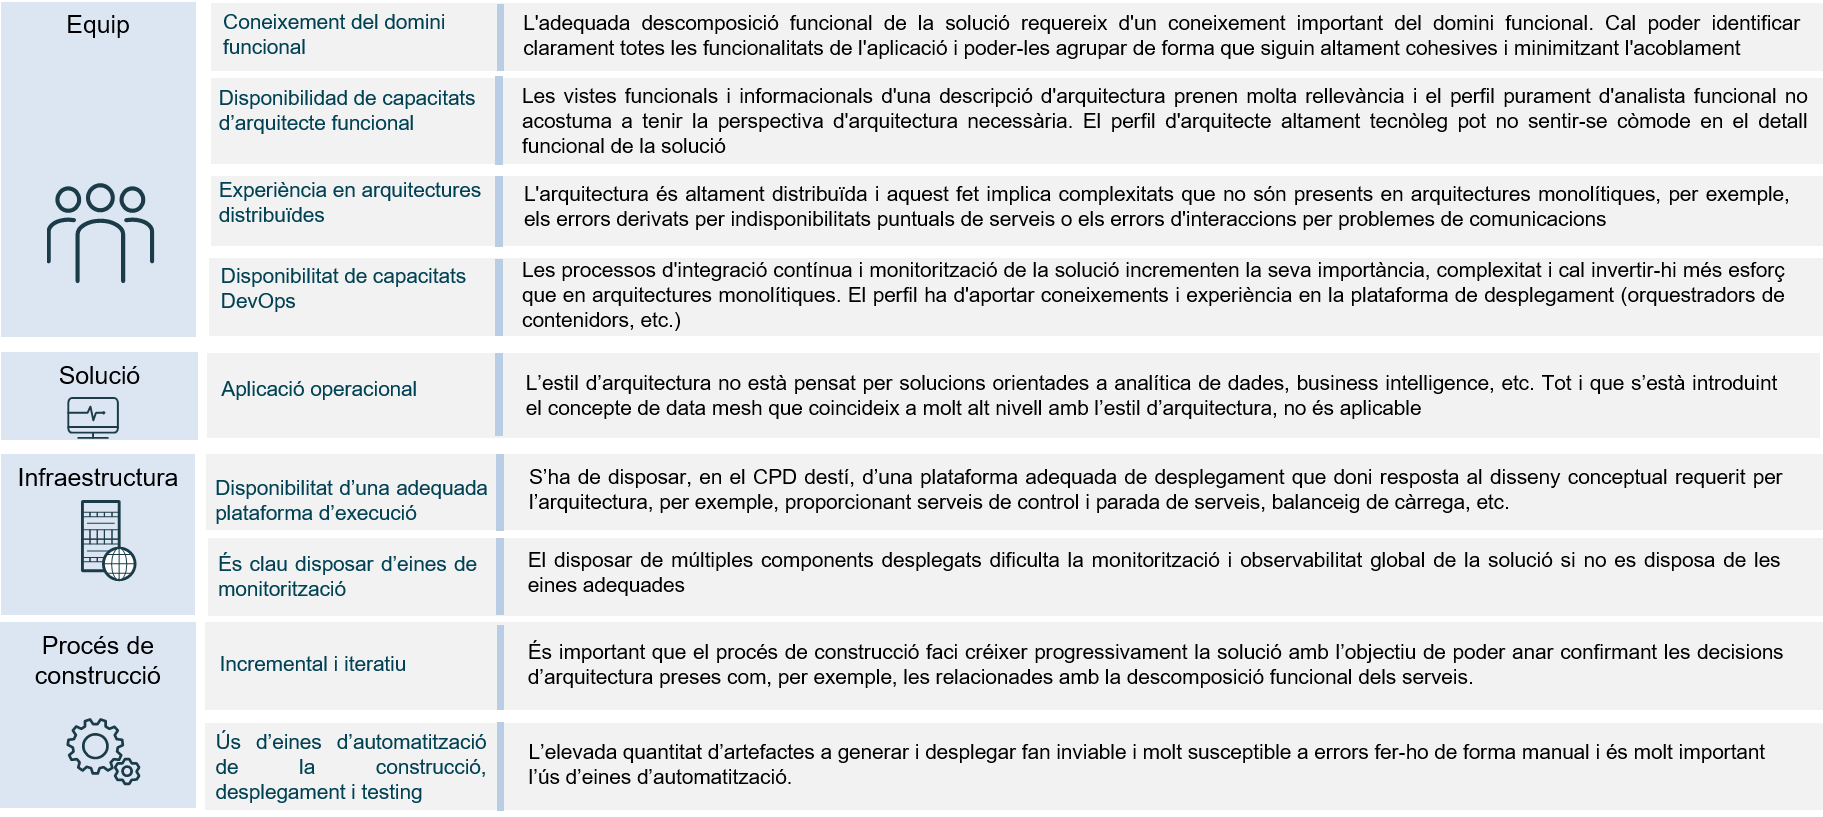 Equip
Coneixement del domini
funcional
L'adequada descomposició funcional de la solució requereix d'un coneixement important del domini funcional. Cal poder identificar
clarament totes les funcionalitats de l'aplicació i poder-les agrupar de forma que siguin altament cohesives i minimitzant l'acoblament
Disponibilidad de capacitats
d’arquitecte funcional
Les vistes funcionals i informacionals d'una descripció d'arquitectura prenen molta rellevància i el perfil purament d'analista funcional no
acostuma a tenir la perspectiva d'arquitectura necessària. El perfil d'arquitecte altament tecnòleg pot no sentir-se còmode en el detall
funcional de la solució
Experiència en arquitectures
distribuïdes
L'arquitectura és altament distribuïda i aquest fet implica complexitats que no són presents en arquitectures monolítiques, per exemple,
els errors derivats per indisponibilitats puntuals de serveis o els errors d'interaccions per problemes de comunicacions
Disponibilitat de capacitats
DevOps
Les processos d'integració contínua i monitorització de la solució incrementen la seva importància, complexitat i cal invertir-hi més esforç
que en arquitectures monolítiques. El perfil ha d'aportar coneixements i experiència en la plataforma de desplegament (orquestradors de
contenidors, etc.)
Solució
Aplicació operacional
L’estil d’arquitectura no està pensat per solucions orientades a analítica de dades, business intelligence, etc. Tot i que s’està introduint
el concepte de data mesh que coincideix a molt alt nivell amb l’estil d’arquitectura, no és aplicable
Infraestructura
Disponibilitat d’una adequada
plataforma d’execució
S’ha de disposar, en el CPD destí, d’una plataforma adequada de desplegament que doni resposta al disseny conceptual requerit per
l’arquitectura, per exemple, proporcionant serveis de control i parada de serveis, balanceig de càrrega, etc.
És clau disposar d’eines de
monitorització
El disposar de múltiples components desplegats dificulta la monitorització i observabilitat global de la solució si no es disposa de les
eines adequades
Procés de
construcció
Incremental i iteratiu
És important que el procés de construcció faci créixer progressivament la solució amb l’objectiu de poder anar confirmant les decisions
d’arquitectura preses com, per exemple, les relacionades amb la descomposició funcional dels serveis.
Ús d’eines d’automatització
de la construcció,
desplegament i testing
L’elevada quantitat d’artefactes a generar i desplegar fan inviable i molt susceptible a errors fer-ho de forma manual i és molt important
l’ús d’eines d’automatització.